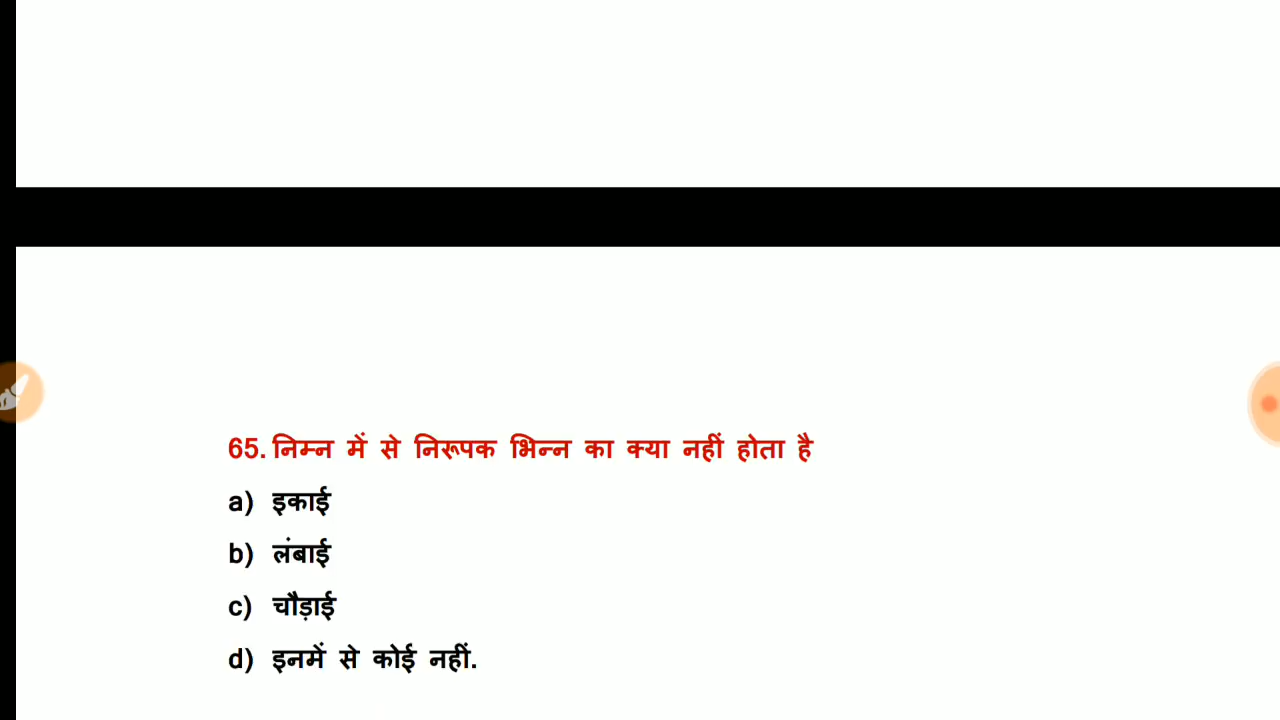 65. निम्न में से निरूपक भिन्न का क्या नहीं होता है
a) इकाई
b) लंबाई
c) चौड़ाई
d) इनमें से कोई नहीं.